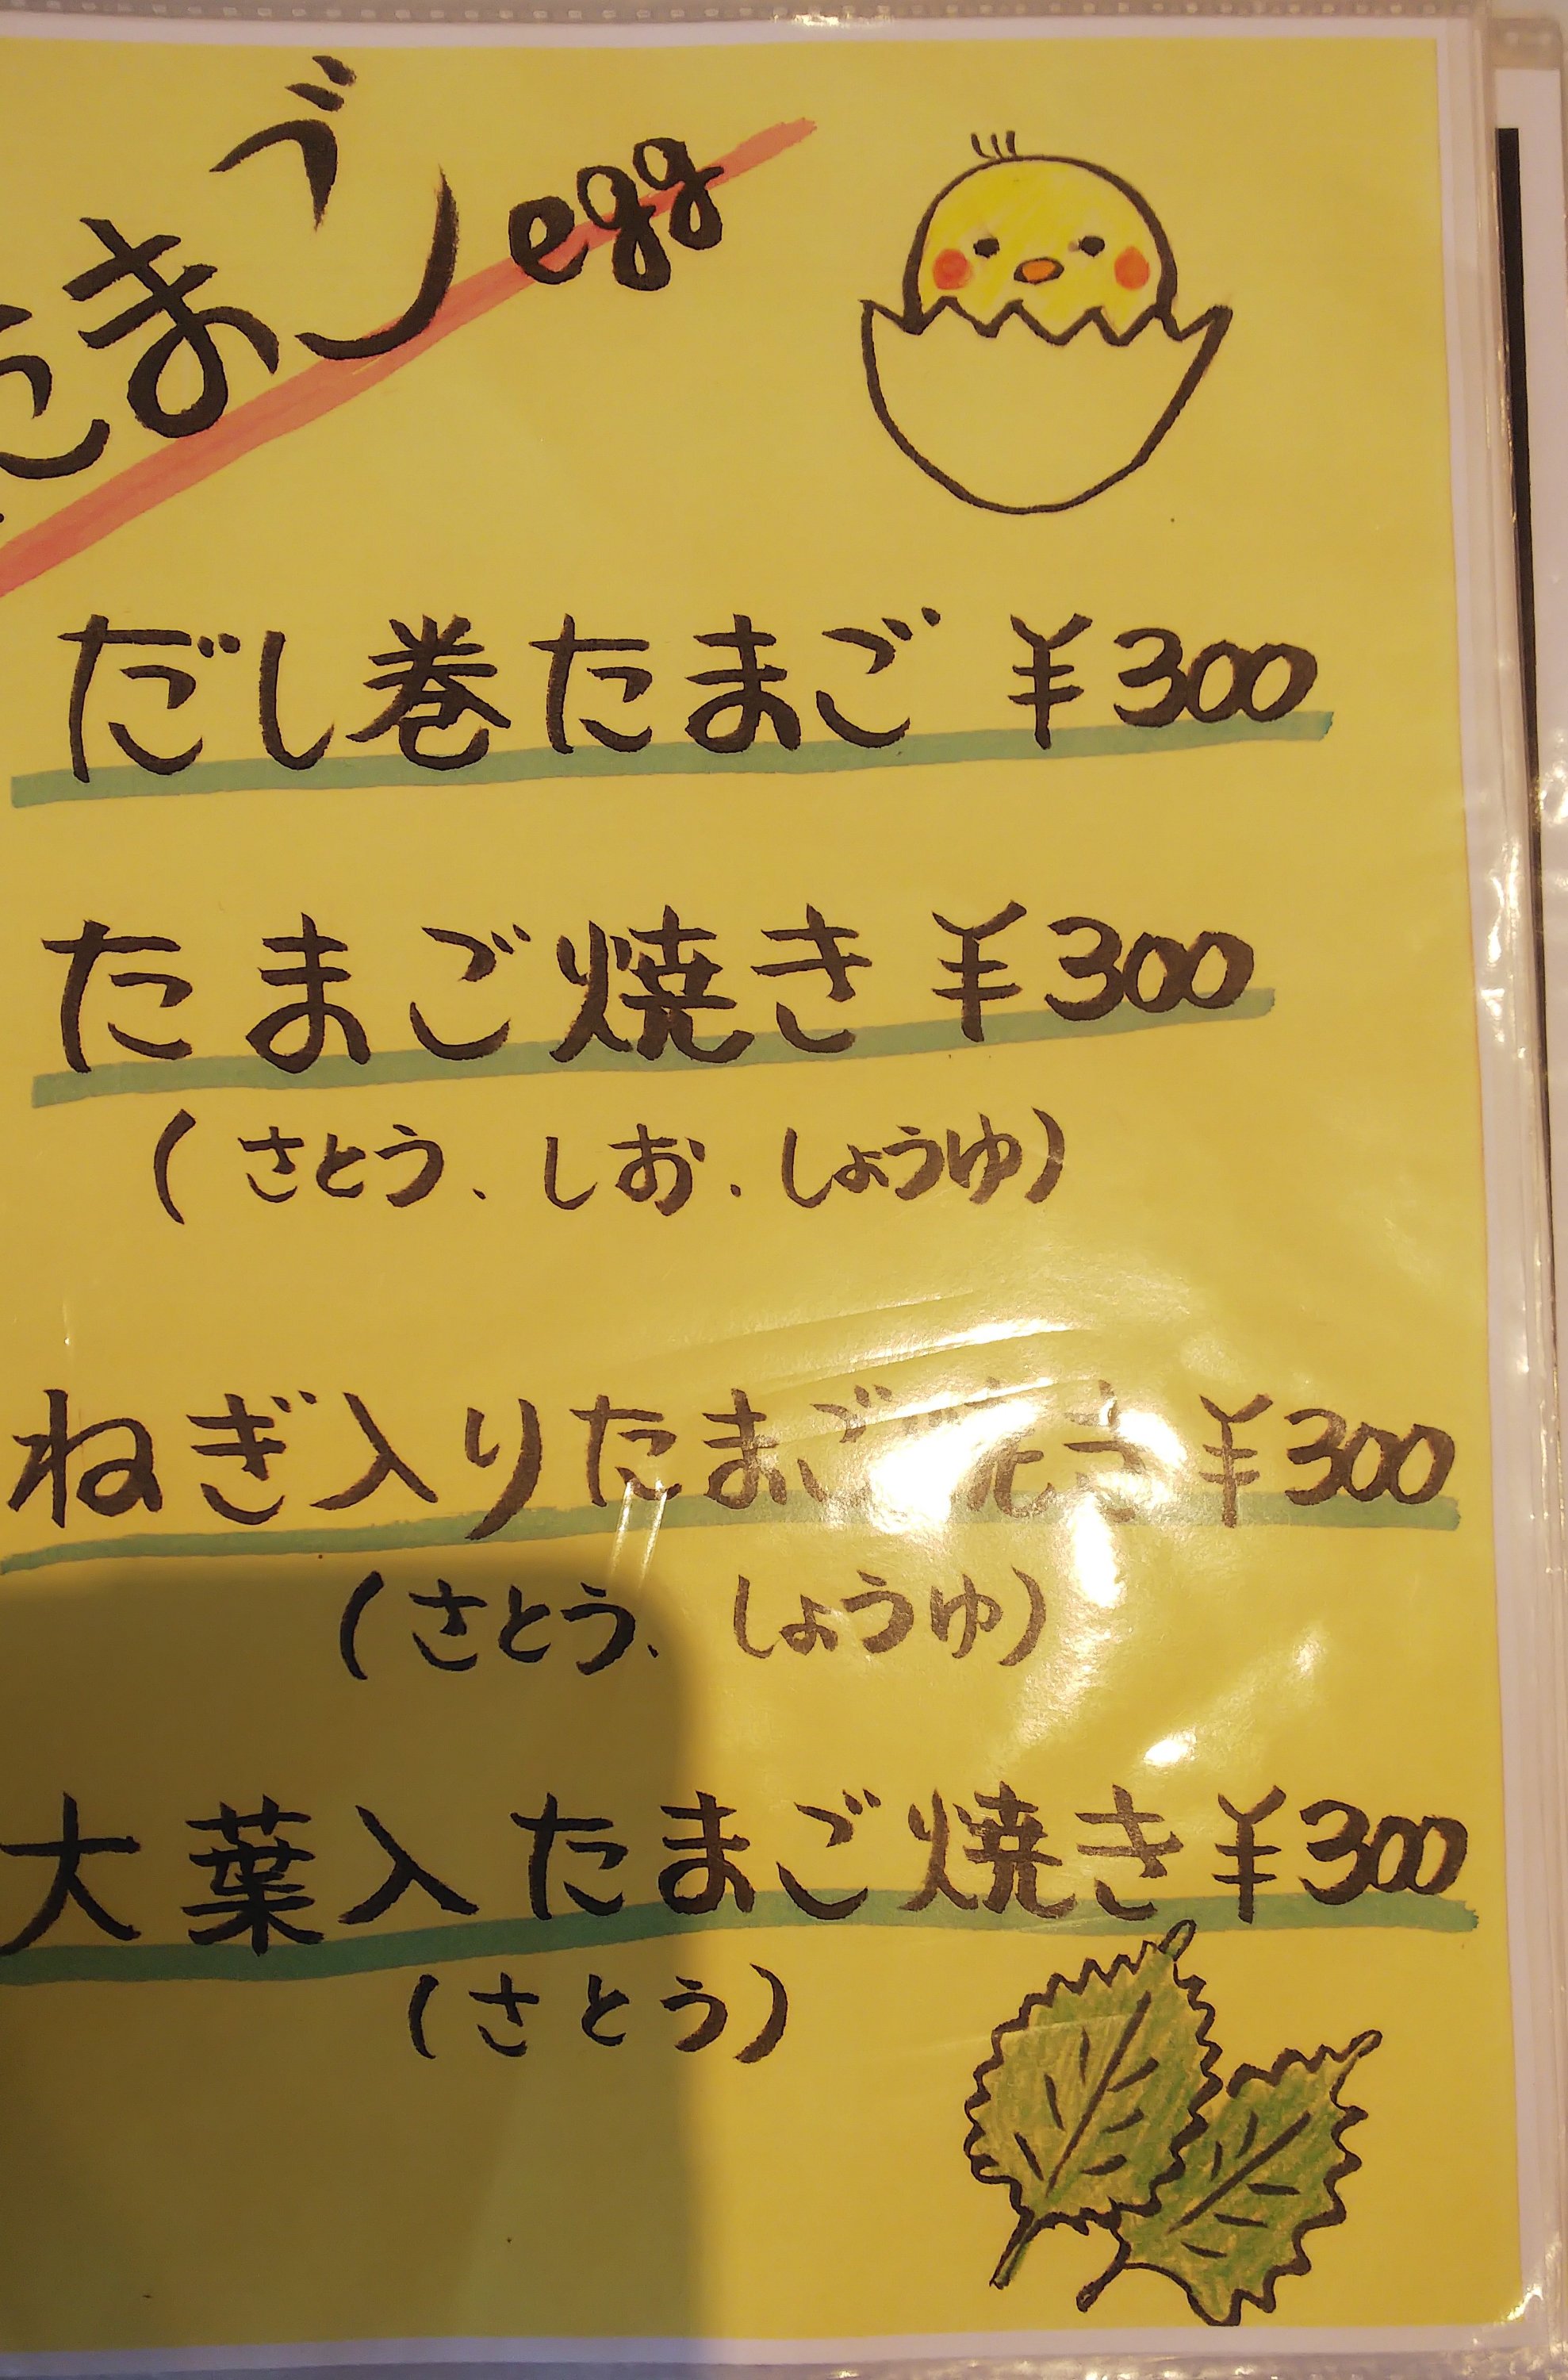 たまご egg
だし巻たまご ¥300
たまご焼き ¥300
(さとう、しお、しょうゆ)
ねぎ入りたまご焼き ¥300
(さとう、しょうゆ)
大葉入たまご焼き ¥300
(さとう)